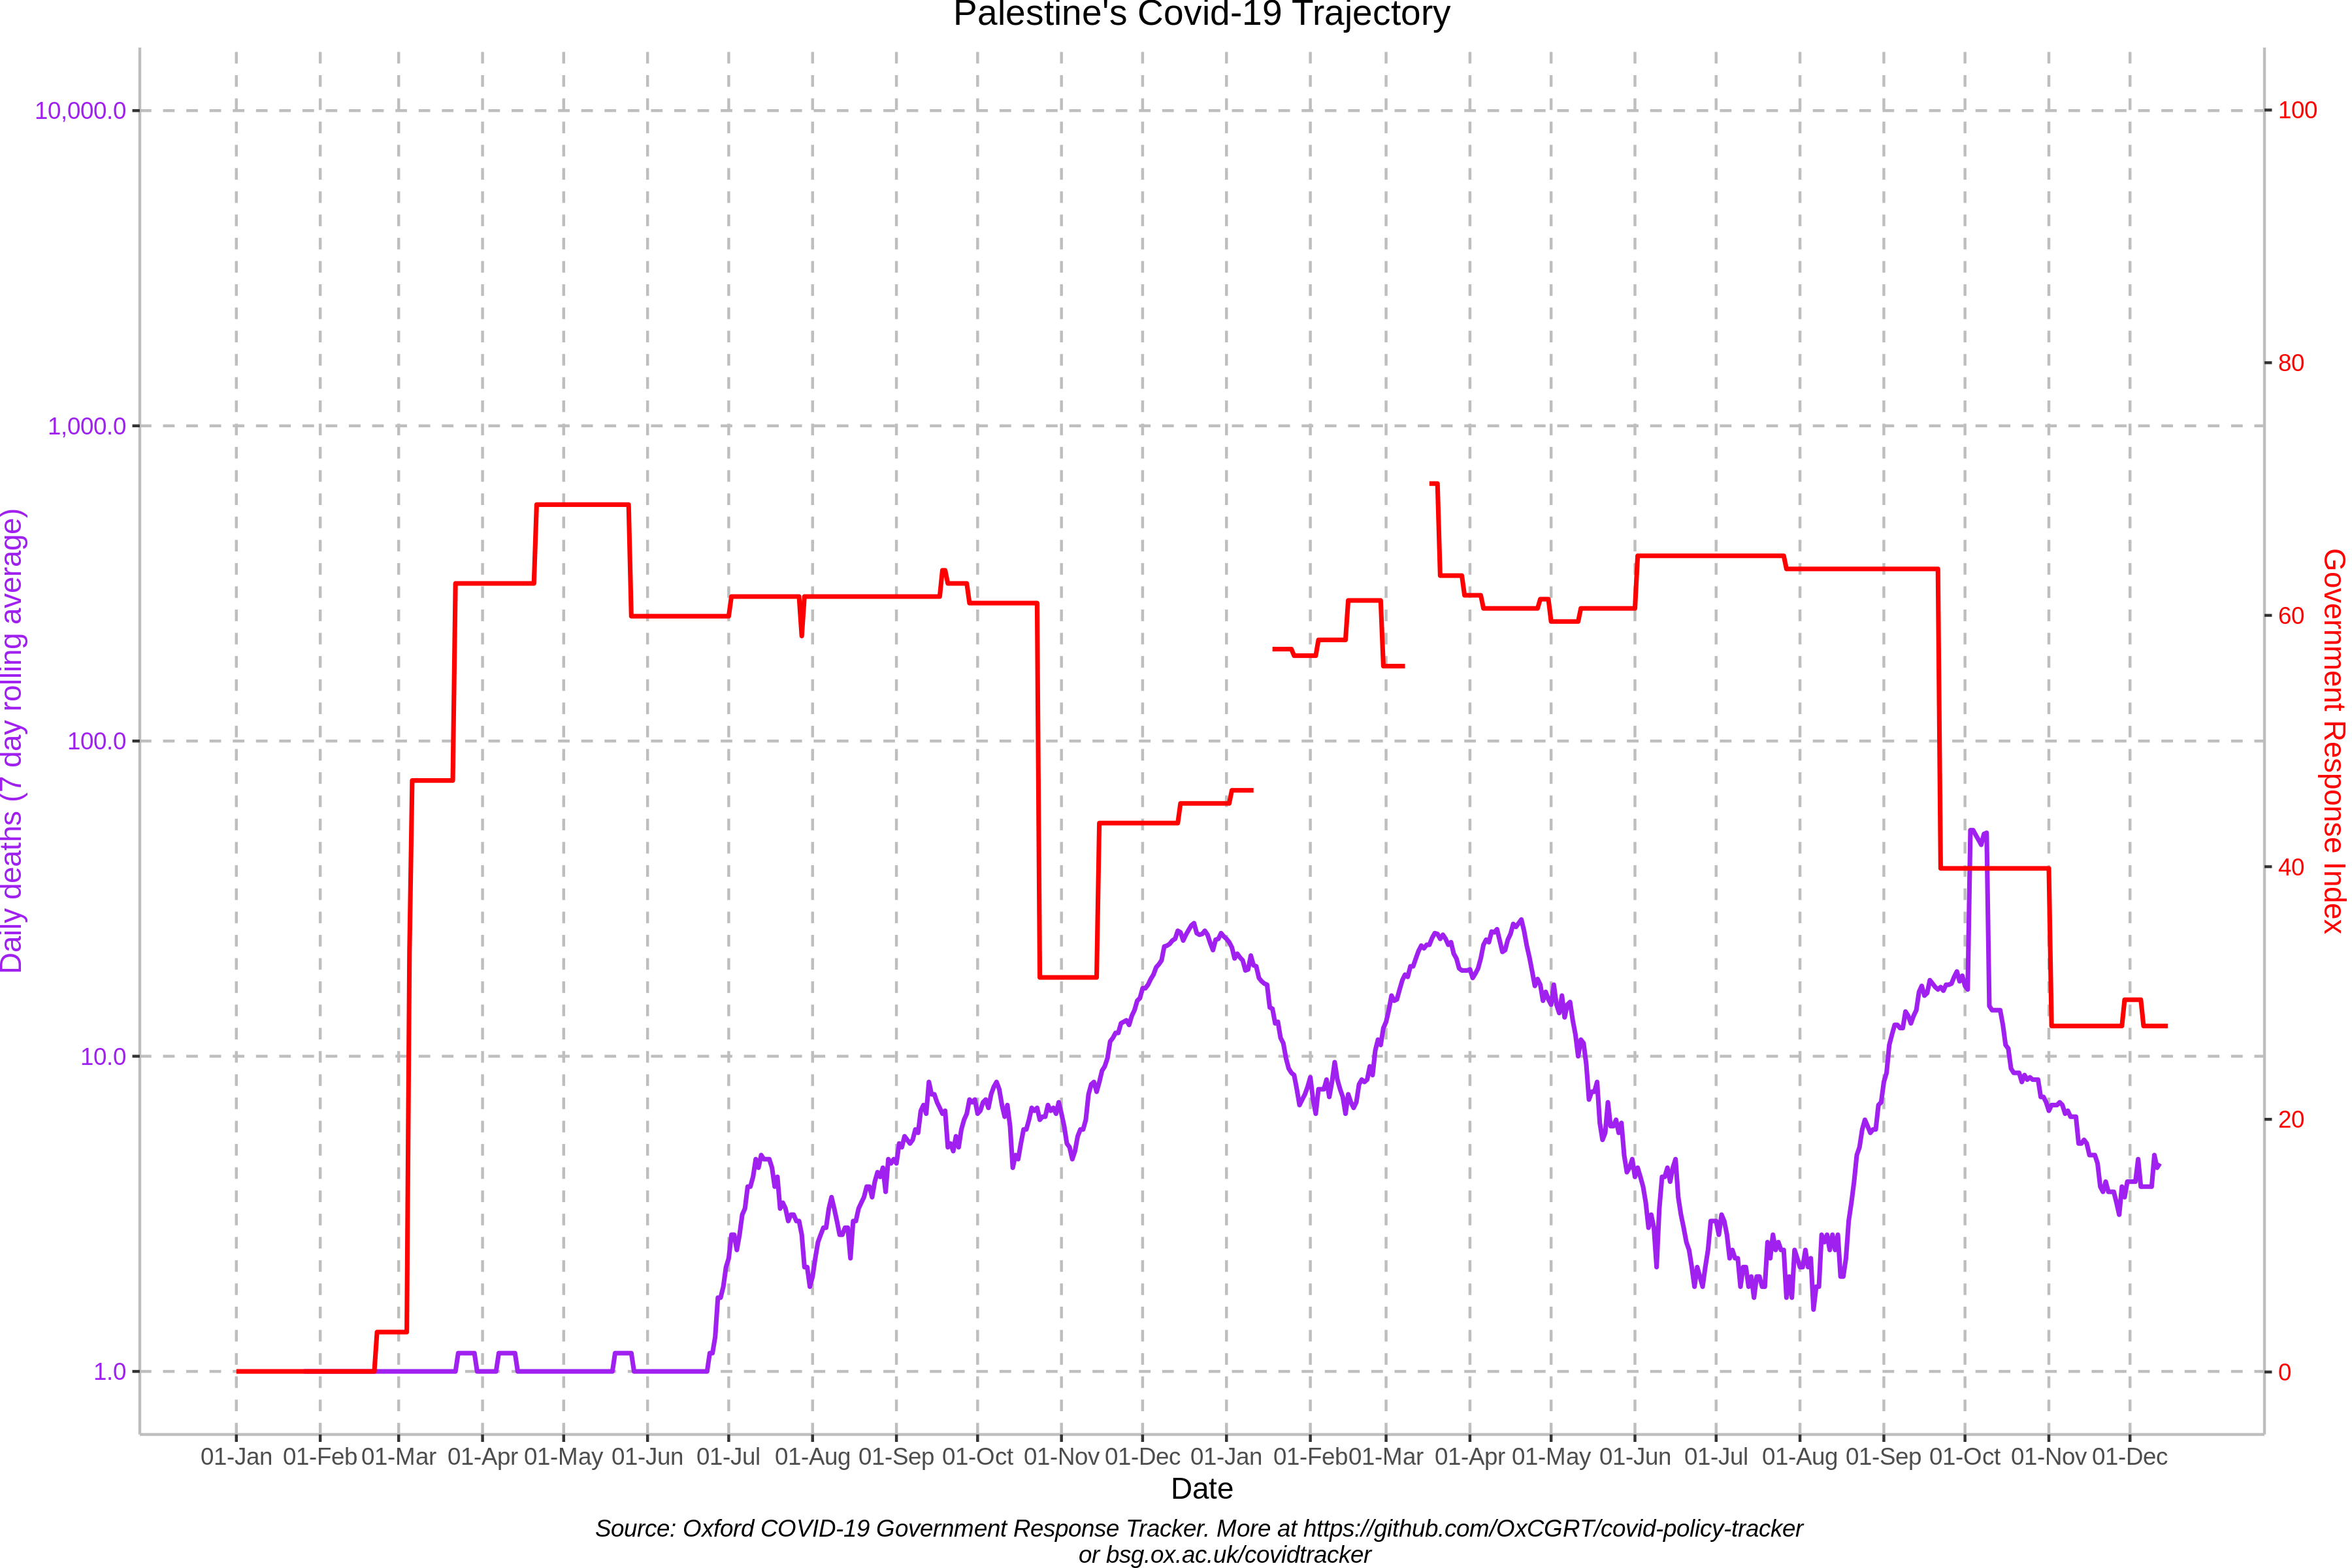 Palestine's Covid-19 Trajectory
10,000.0
1,000.0
100.0
10.0
1.0
Daily deaths (7 day rolling average)
100
80
60
40
20
0
Government Response Index
01-Jan 01-Feb 01-Mar 01-Apr 01-May 01-Jun 01-Jul 01-Aug 01-Sep 01-Oct 01-Nov 01-Dec 01-Jan 01-Feb 01-Mar 01-Apr 01-May 01-Jun 01-Jul 01-Aug 01-Sep 01-Oct 01-Nov 01-Dec
Date
Source: Oxford COVID-19 Government Response Tracker. More at https://github.com/OxCGRT/covid-policy-tracker
or bsg.ox.ac.uk/covidtracker